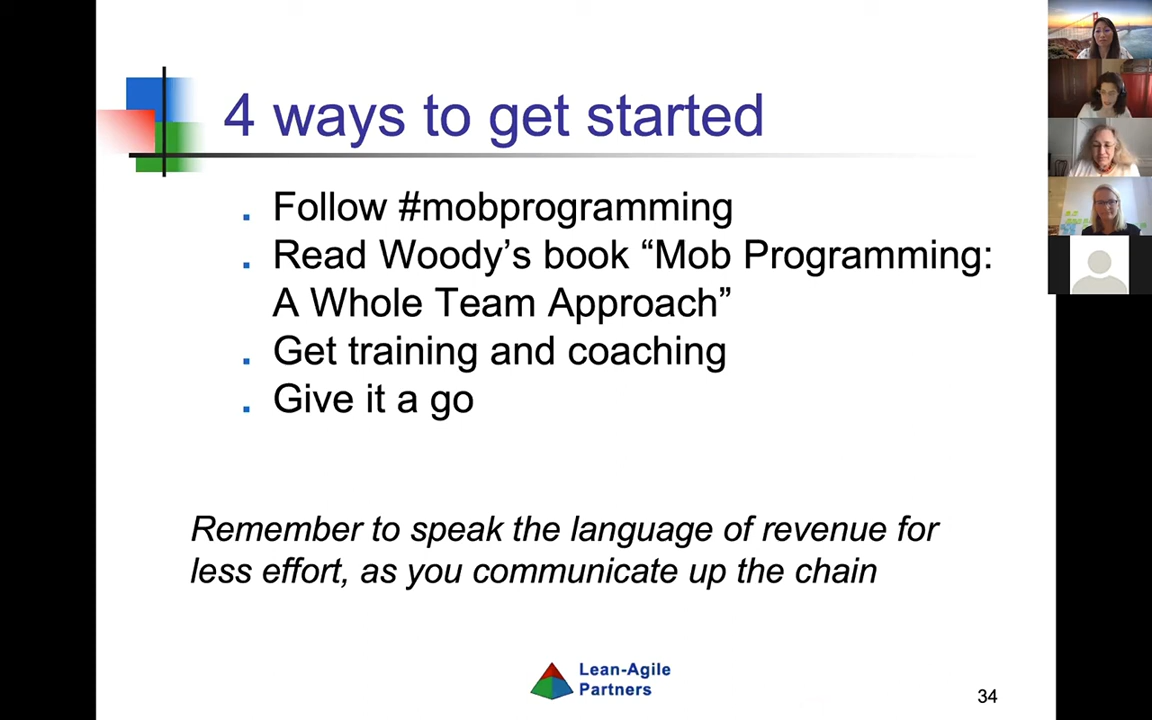 4 ways to get started
Follow #mobprogramming
Read Woody’s book “Mob Programming:
A Whole Team Approach”
Get training and coaching
Give it a go
Remember to speak the language of revenue for
less effort, as you communicate up the chain
Lean-Agile
Partners
34